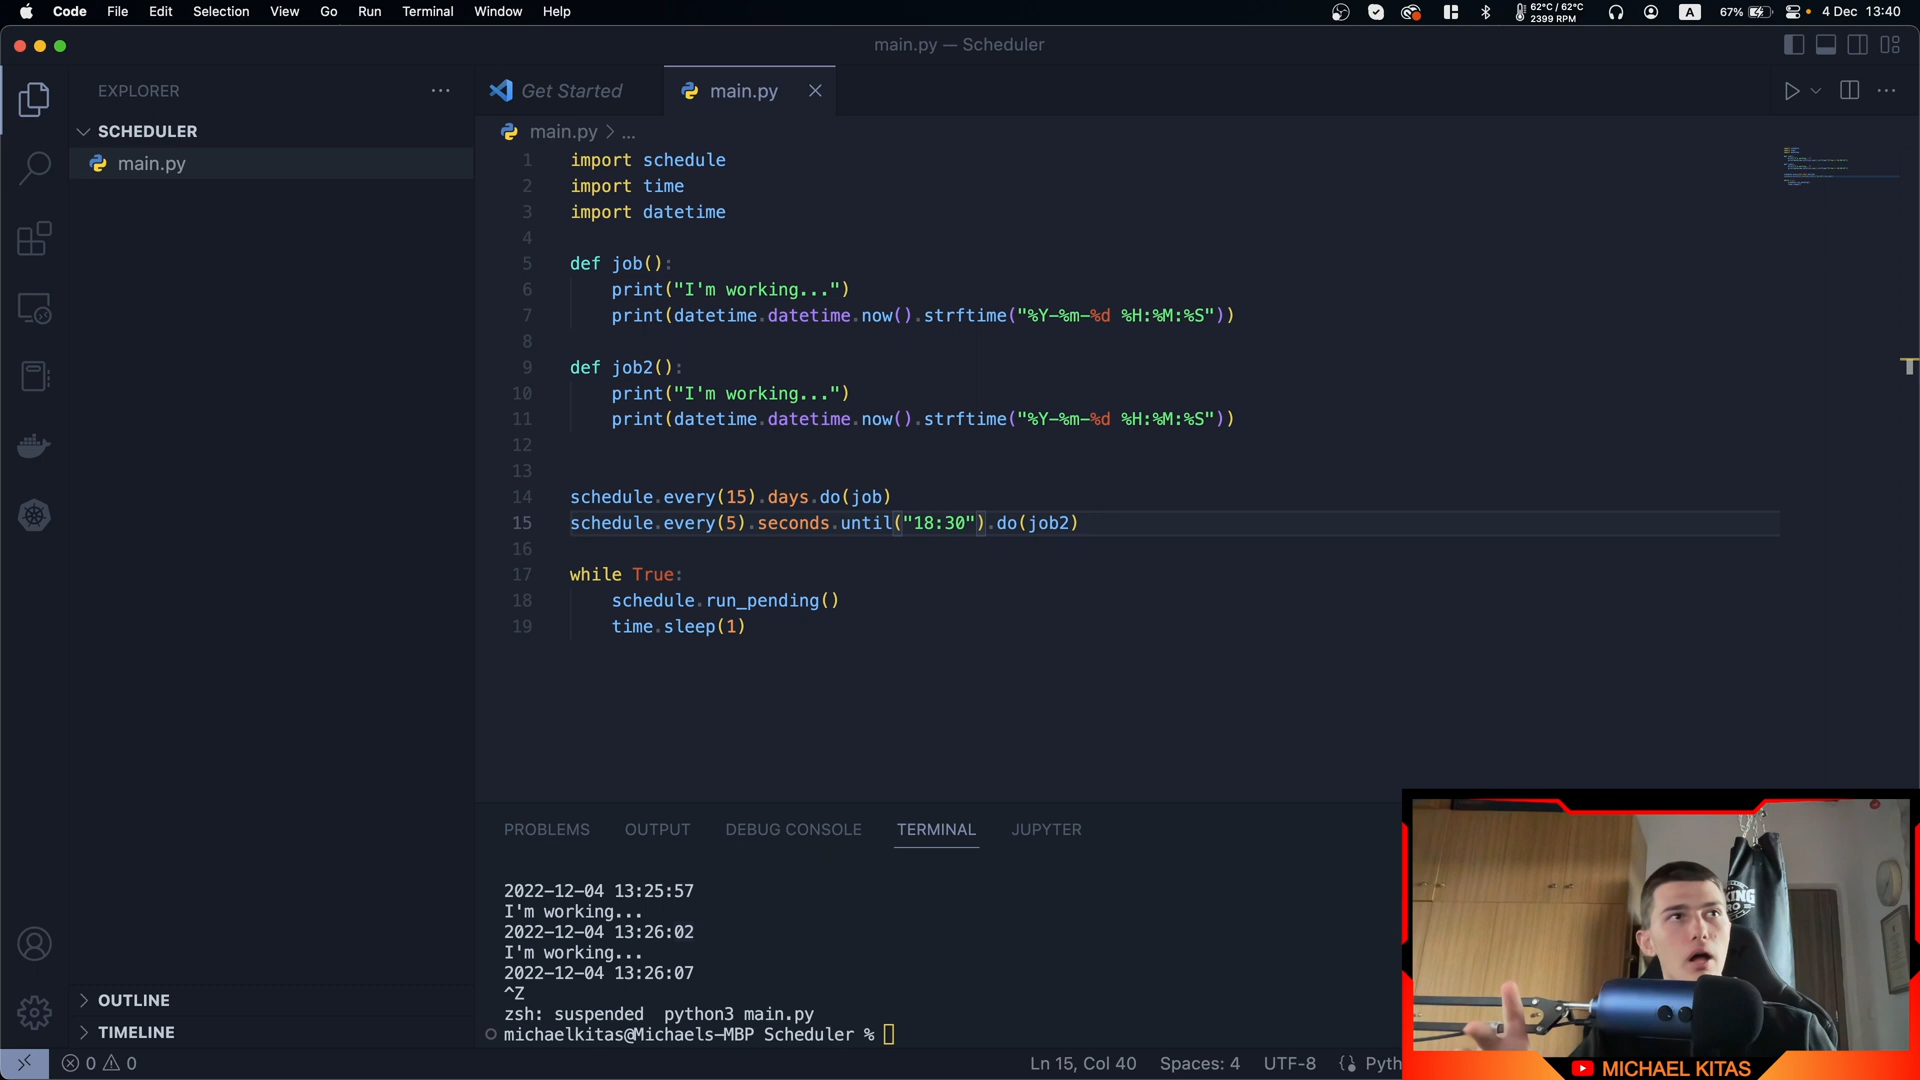 Code File Edit Selection View Go Run Terminal Window Help
62°C / 62°C
2399 RPM
A 67% 4 Dec 13:40
main.py — Scheduler
EXPLORER ...
Get Started
main.py
SCHEDULER
main.py
main.py > ...
1 import schedule
2 import time
3 import datetime
4
5 def job():
6 print("I'm working...")
7 print(datetime.datetime.now().strftime("%Y-%m-%d %H:%M:%S"))
8
9 def job2():
10 print("I'm working...")
11 print(datetime.datetime.now().strftime("%Y-%m-%d %H:%M:%S"))
12
13
14 schedule.every(15).days.do(job)
15 schedule.every(5).seconds.until("18:30").do(job2)
16
17 while True:
18 schedule.run_pending()
19 time.sleep(1)
PROBLEMS OUTPUT DEBUG CONSOLE TERMINAL JUPYTER
2022-12-04 13:25:57
I'm working...
2022-12-04 13:26:02
I'm working...
2022-12-04 13:26:07
^Z
zsh: suspended  python3 main.py
michaelkitas@Michaels-MBP Scheduler %
OUTLINE
TIMELINE
0 0
Ln 15, Col 40 Spaces: 4 UTF-8 Pyth
MICHAEL KITAS